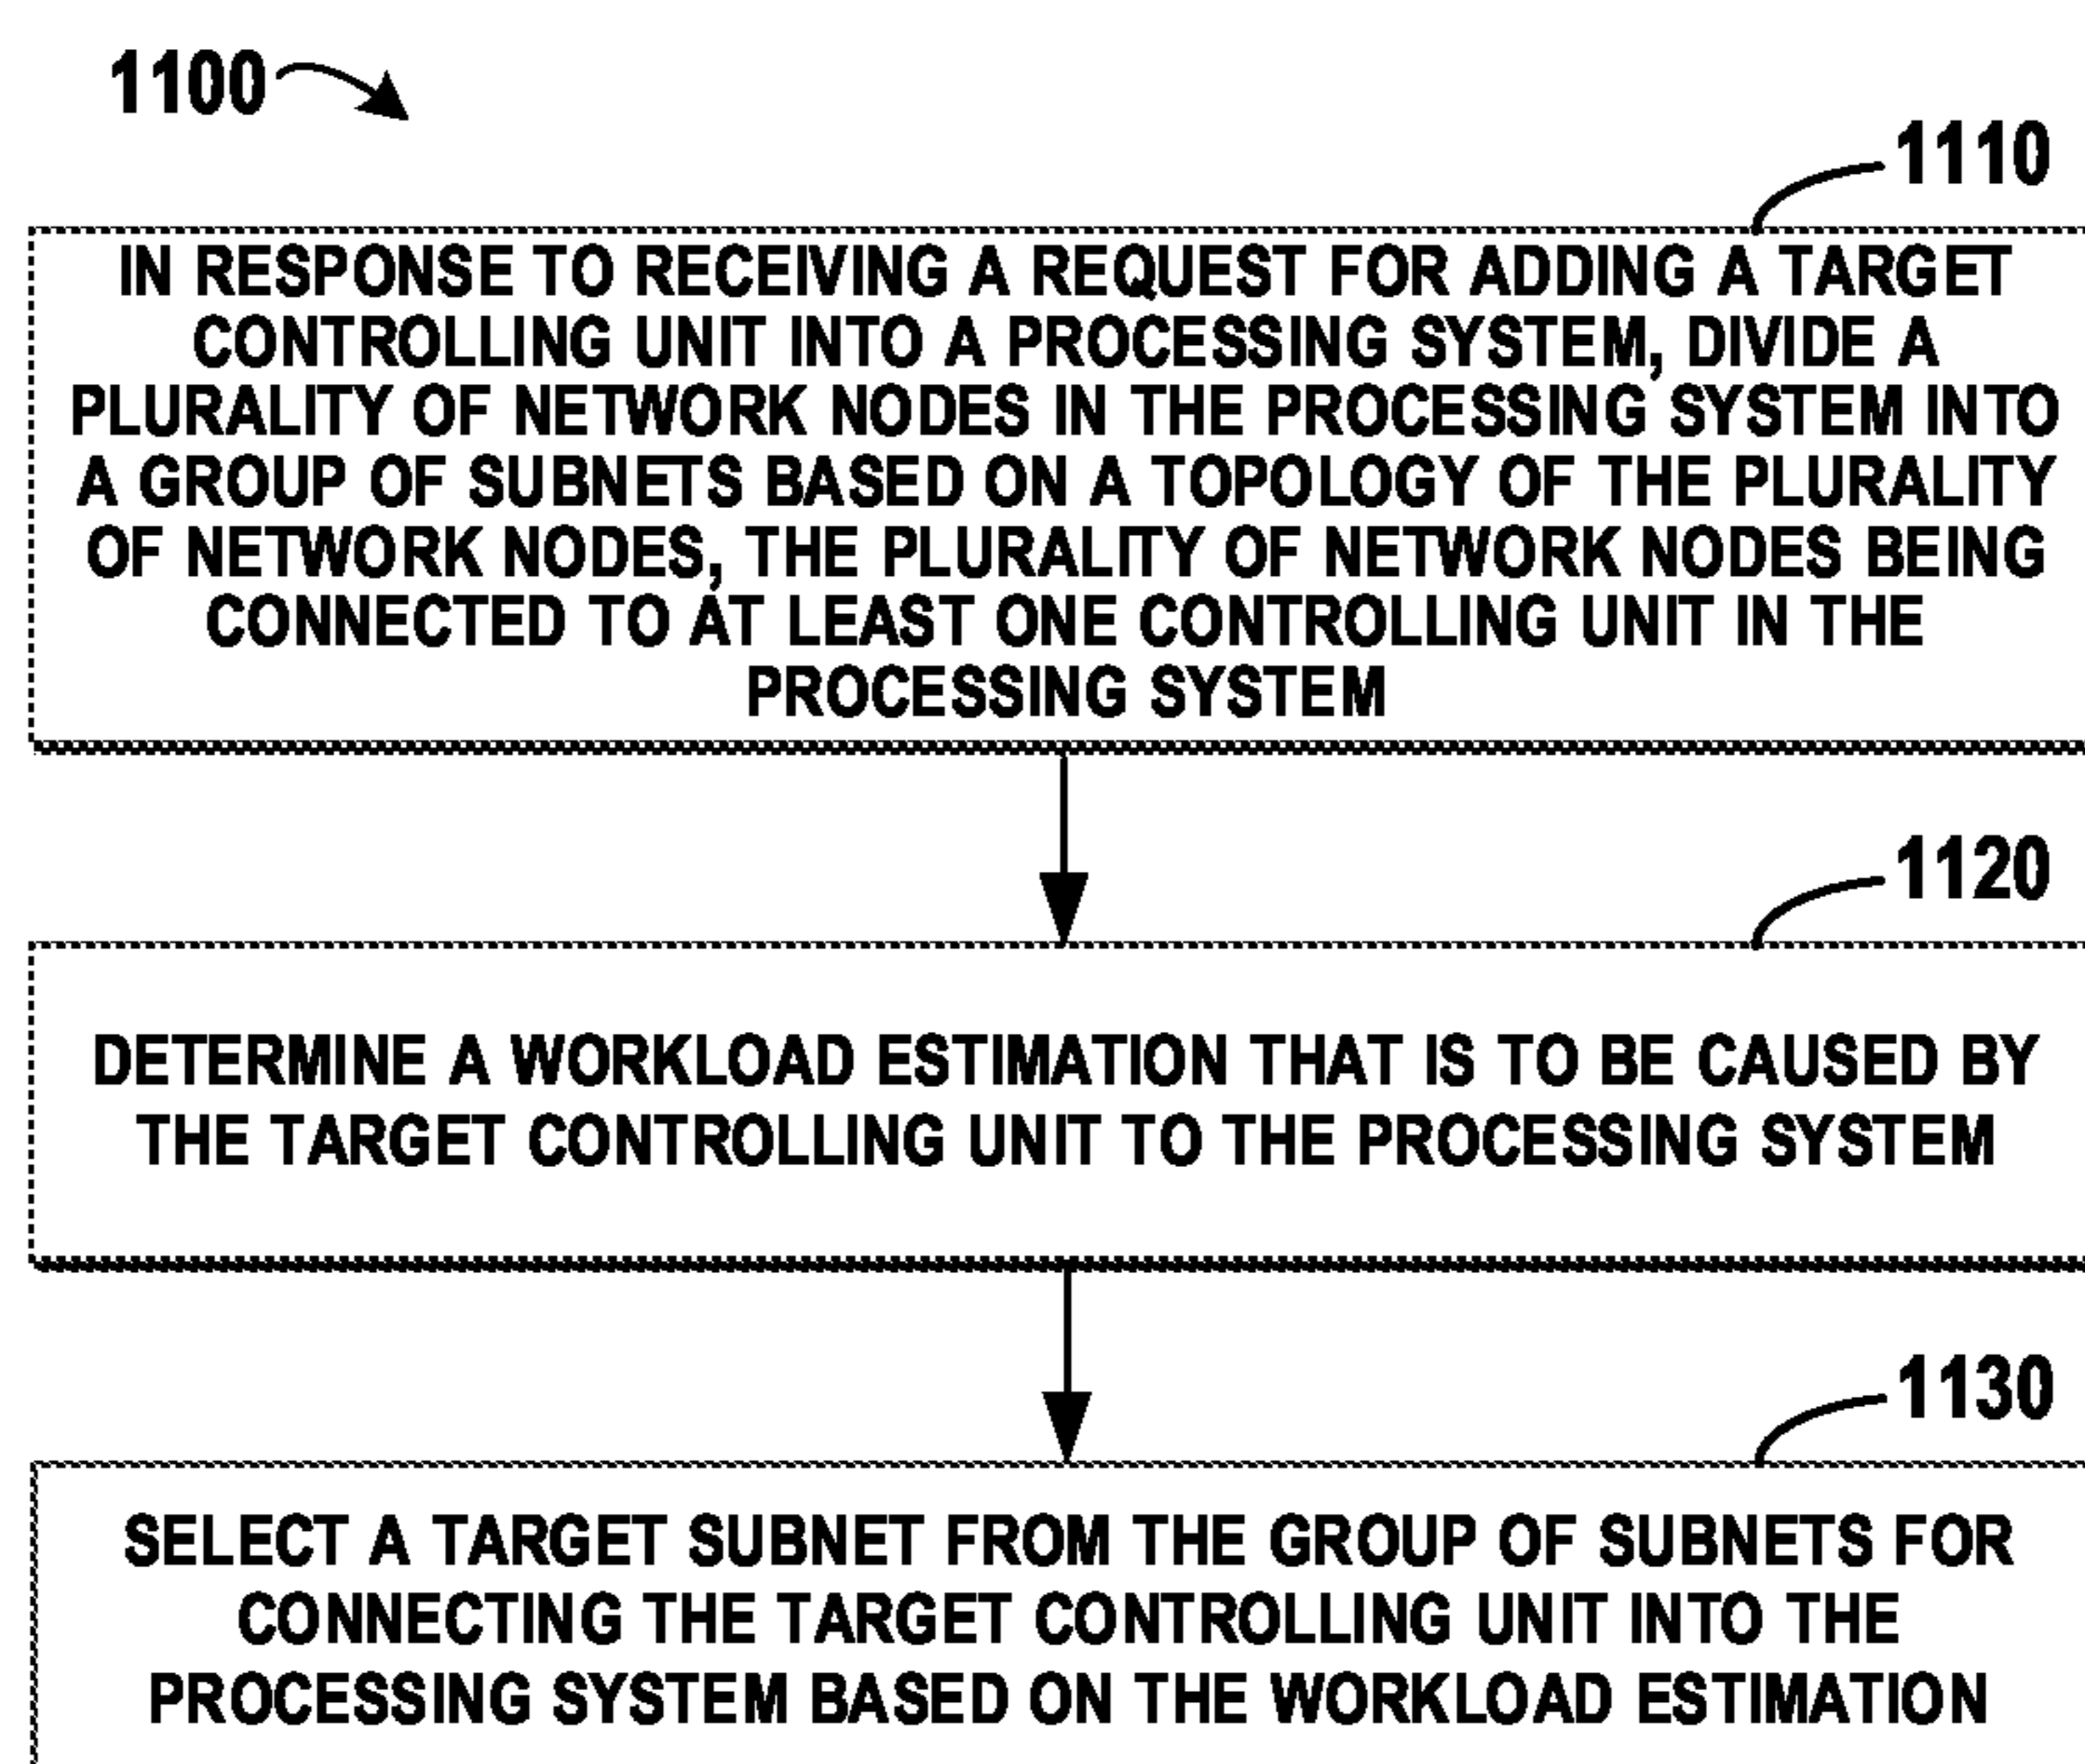 1100
1110
IN RESPONSE TO RECEIVING A REQUEST FOR ADDING A TARGET
CONTROLLING UNIT INTO A PROCESSING SYSTEM, DIVIDE A
PLURALITY OF NETWORK NODES IN THE PROCESSING SYSTEM INTO
A GROUP OF SUBNETS BASED ON A TOPOLOGY OF THE PLURALITY
OF NETWORK NODES, THE PLURALITY OF NETWORK NODES BEING
CONNECTED TO AT LEAST ONE CONTROLLING UNIT IN THE
PROCESSING SYSTEM
1120
DETERMINE A WORKLOAD ESTIMATION THAT IS TO BE CAUSED BY
THE TARGET CONTROLLING UNIT TO THE PROCESSING SYSTEM
1130
SELECT A TARGET SUBNET FROM THE GROUP OF SUBNETS FOR
CONNECTING THE TARGET CONTROLLING UNIT INTO THE
PROCESSING SYSTEM BASED ON THE WORKLOAD ESTIMATION